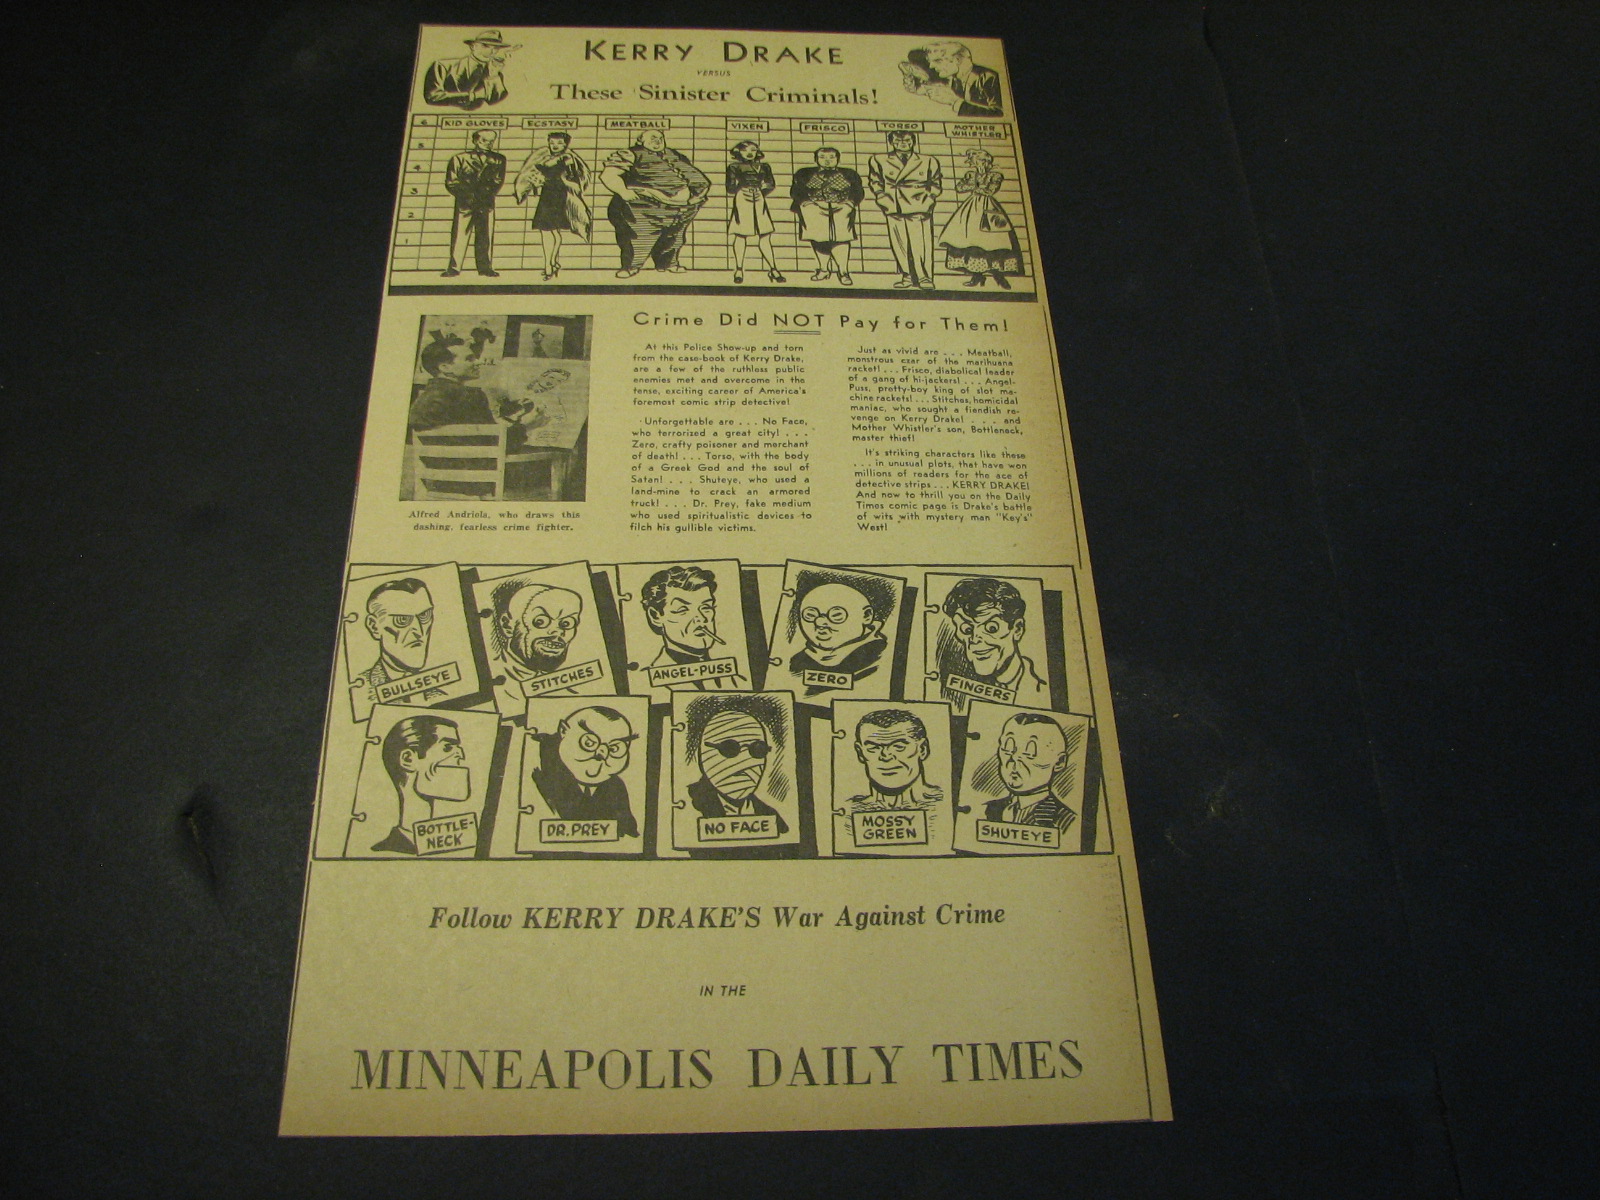 KERRY DRAKE
VERSUS
These Sinister Criminals!
6 KID GLOVES ECSTASY MEATBALL VIXEN FRISCO TORSO MOTHER WHISTLER
5
4
3
2
1
Crime Did NOT Pay for Them!
At this Police Show-up and torn
from the case-book of Kerry Drake,
are a few of the ruthless public
enemies met and overcome in the
tense, exciting career of America's
foremost comic strip detective!
Unforgettable are . . . No Face,
who terrorized a great city! . . .
Zero, crafty poisoner and merchant
of death! . . . Torso, with the body
of a Greek God and the soul of
Satan! . . . Shuteye, who used a
land-mine to crack an armored
truck! . . . Dr. Prey, fake medium
who used spiritualistic devices to
filch his gullible victims.
Just as vivid are . . . Meatball,
monstrous czar of the marihuana
racket! . . . Frisco, diabolical leader
of a gang of hi-jackers! . . . Angel-
Puss, pretty-boy king of slot ma-
chine rackets! . . . Stitches, homicidal
maniac, who sought a fiendish re-
venge on Kerry Drake! . . . and
Mother Whistler's son, Bottleneck,
master thief!
It's striking characters like these
. . . in unusual plots, that have won
millions of readers for the ace of
detective strips . . . KERRY DRAKE!
And now to thrill you on the Daily
Times comic page is Drake's battle
of wits with mystery man "Key's"
West!
Alfred Andriola, who draws this
dashing, fearless crime fighter.
BULLSEYE
STITCHES
ANGEL-PUSS
ZERO
FINGERS
BOTTLE-
NECK
DR. PREY
NO FACE
MOSSY
GREEN
SHUTEYE
Follow KERRY DRAKE'S War Against Crime
IN THE
MINNEAPOLIS DAILY TIMES